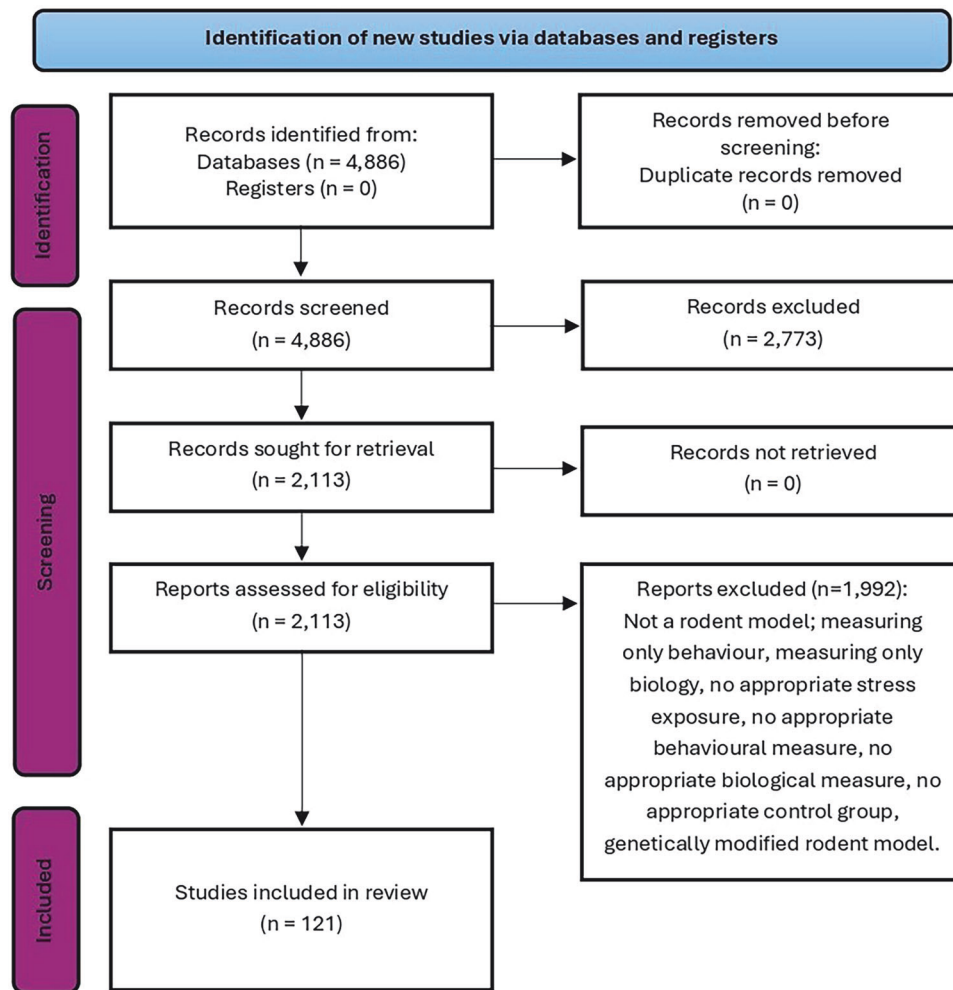 Identification of new studies via databases and registers
Identification
Records identified from:
Databases (n = 4,886)
Registers (n = 0)
Records removed before
screening:
Duplicate records removed
(n = 0)
Screening
Records screened
(n = 4,886)
Records excluded
(n = 2,773)
Records sought for retrieval
(n = 2,113)
Records not retrieved
(n = 0)
Reports assessed for eligibility
(n = 2,113)
Reports excluded (n=1,992):
Not a rodent model; measuring
only behaviour, measuring only
biology, no appropriate stress
exposure, no appropriate
behavioural measure, no
appropriate biological measure, no
appropriate control group,
genetically modified rodent model.
Included
Studies included in review
(n = 121)